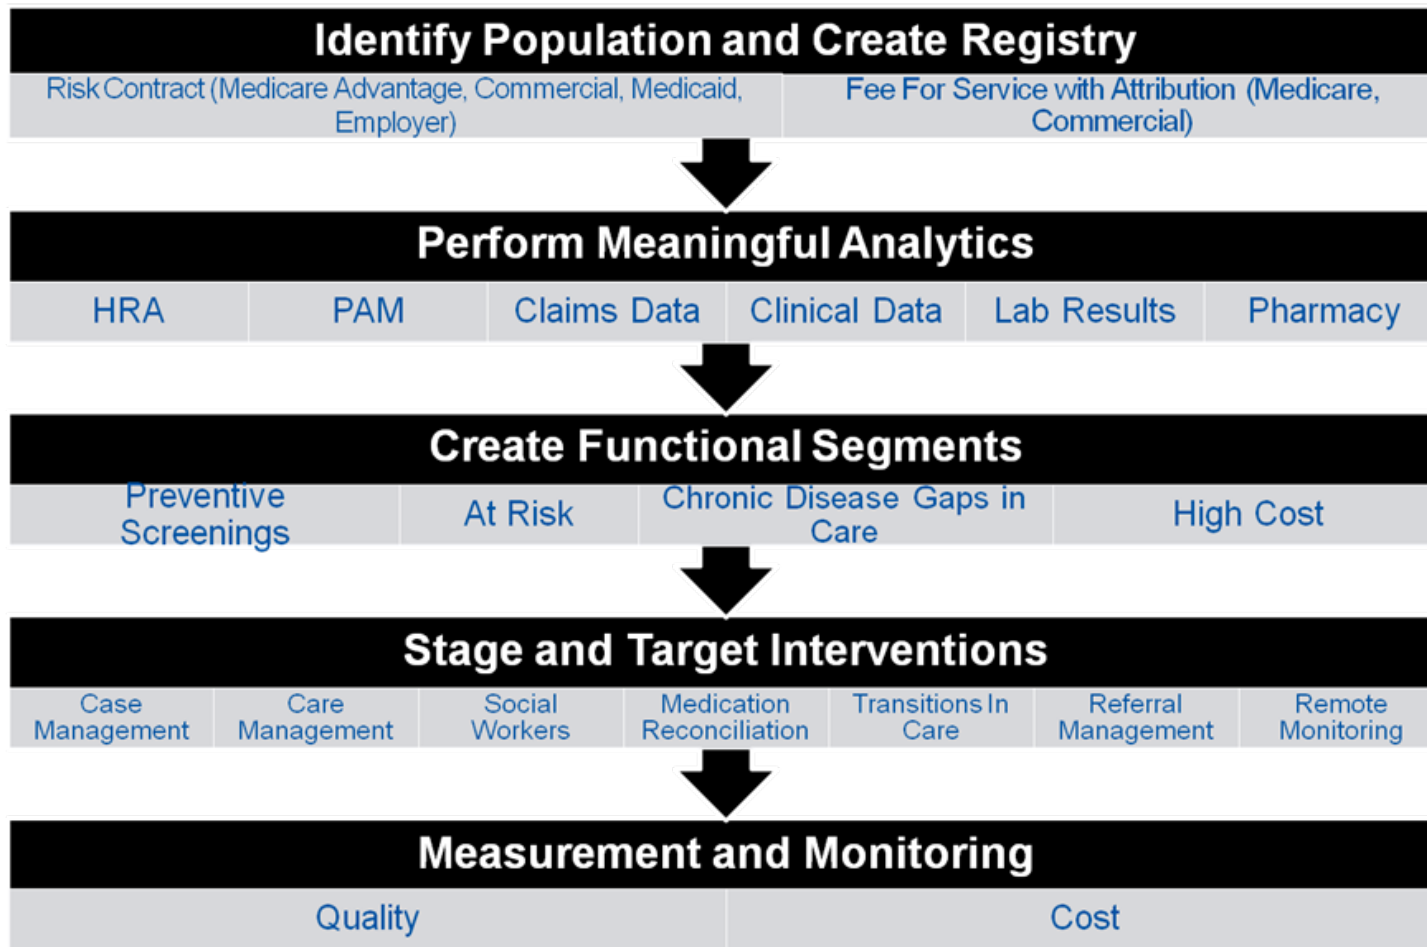 Identify Population and Create Registry
Risk Contract (Medicare Advantage, Commercial, Medicaid,
Employer)
Fee For Service with Attribution (Medicare,
Commercial)
Perform Meaningful Analytics
HRA
PAM
Claims Data
Clinical Data
Lab Results
Pharmacy
Create Functional Segments
Preventive
Screenings
At Risk
Chronic Disease Gaps in
Care
High Cost
Stage and Target Interventions
Case
Management
Care
Management
Social
Workers
Medication
Reconciliation
Transitions In
Care
Referral
Management
Remote
Monitoring
Measurement and Monitoring
Quality
Cost